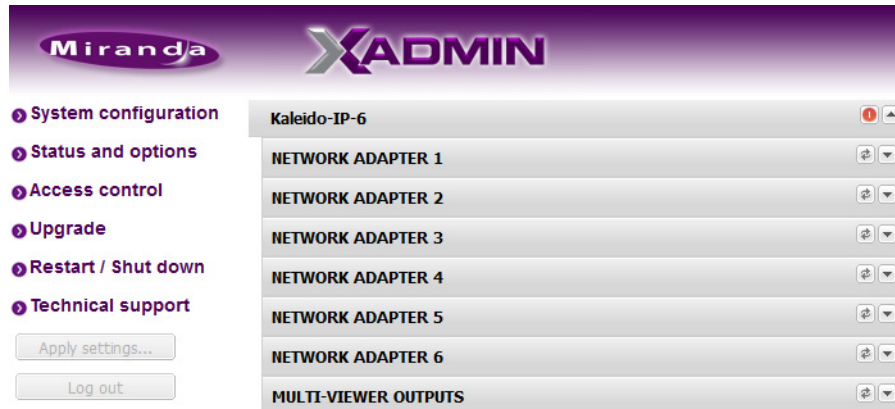 Miranda
XADMIN
System configuration
Status and options
Access control
Upgrade
Restart / Shut down
Technical support
Apply settings...
Log out
Kaleido-IP-6
NETWORK ADAPTER 1
NETWORK ADAPTER 2
NETWORK ADAPTER 3
NETWORK ADAPTER 4
NETWORK ADAPTER 5
NETWORK ADAPTER 6
MULTI-VIEWER OUTPUTS